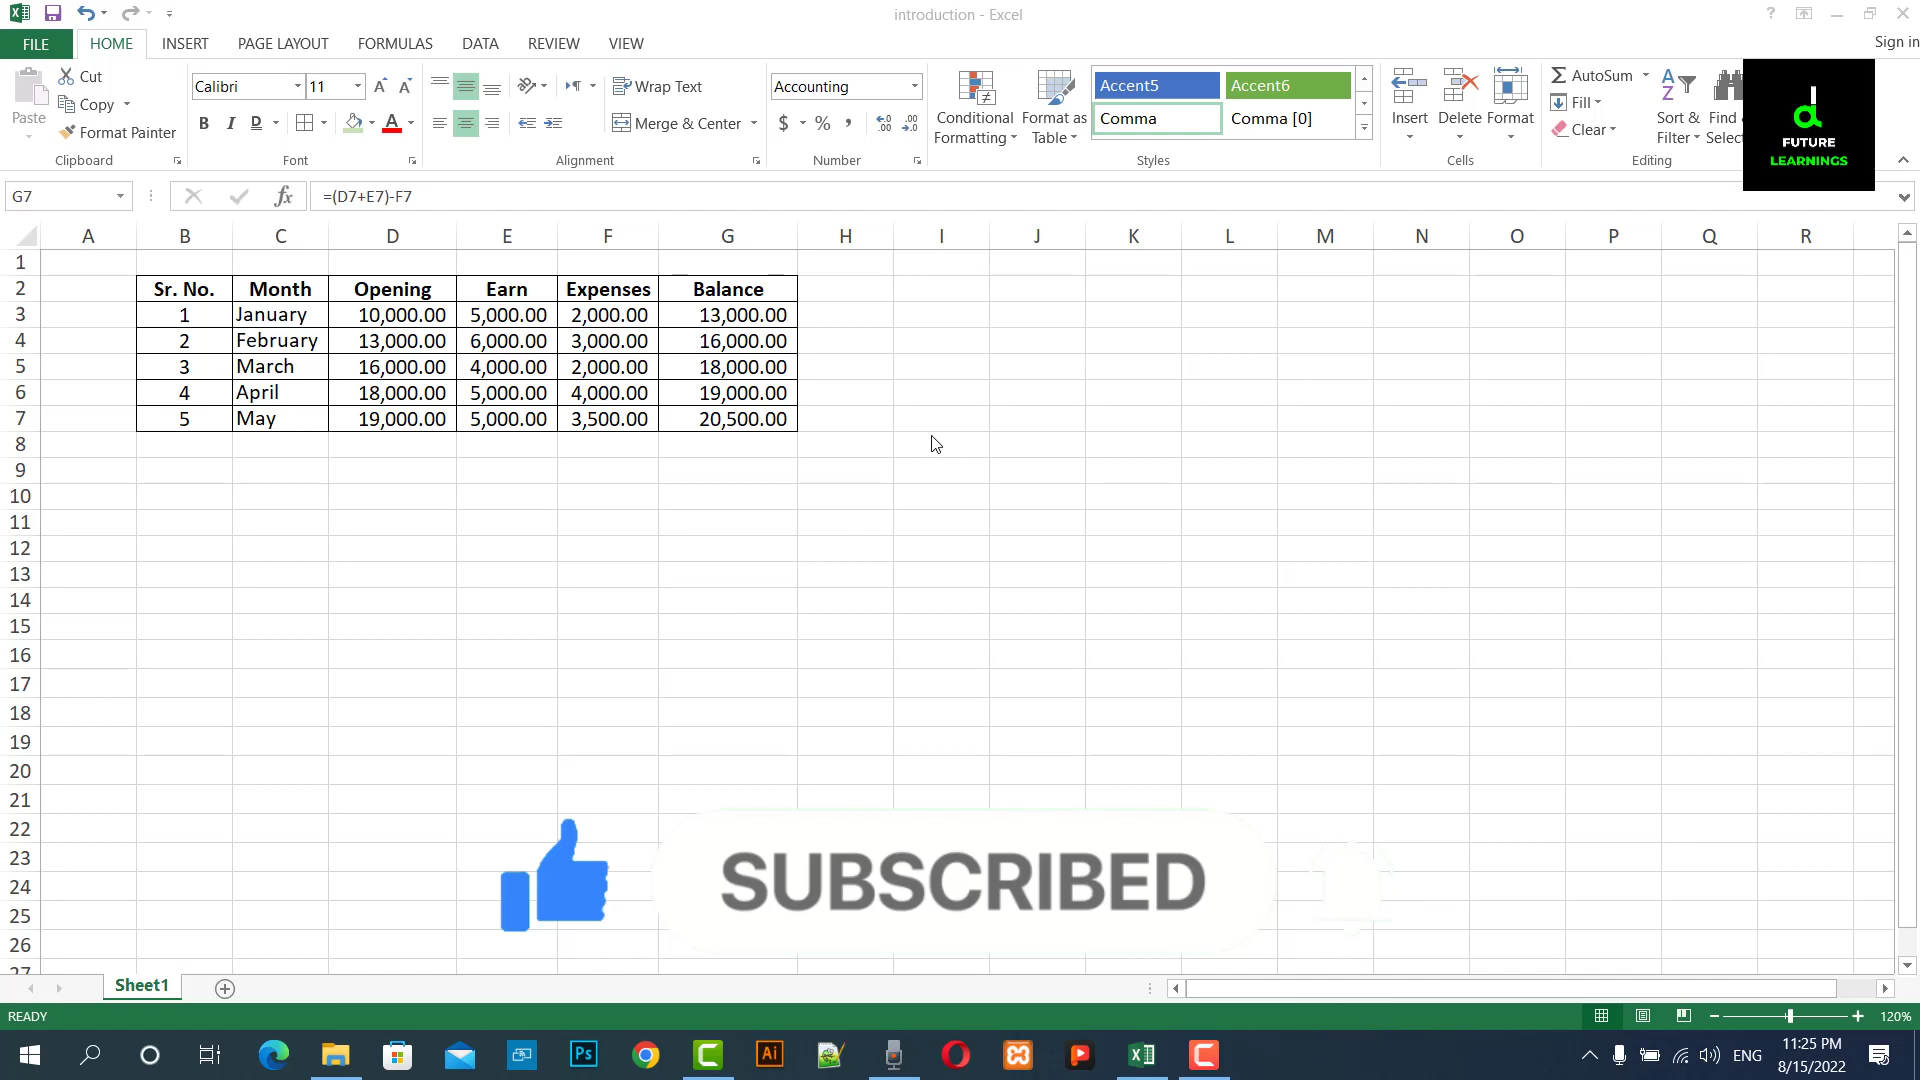 introduction - Excel
?
Sign in
FILE HOME INSERT PAGE LAYOUT FORMULAS DATA REVIEW VIEW
Paste
Cut
Copy
Format Painter
Clipboard
Calibri 11
B I D
Font
Wrap Text
Merge & Center
Alignment
Accounting
$ % ,
Number
Conditional Formatting
Format as Table
Accent5 Accent6
Comma Comma [0]
Styles
Insert Delete Format
Cells
AutoSum
Fill
Clear
Sort & Filter
Find & Select
Editing
FUTURE
LEARNINGS
G7 fx =(D7+E7)-F7
A B C D E F G H I J K L M N O P Q R
1
2 Sr. No. Month Opening Earn Expenses Balance
3 1 January 10,000.00 5,000.00 2,000.00 13,000.00
4 2 February 13,000.00 6,000.00 3,000.00 16,000.00
5 3 March 16,000.00 4,000.00 2,000.00 18,000.00
6 4 April 18,000.00 5,000.00 4,000.00 19,000.00
7 5 May 19,000.00 5,000.00 3,500.00 20,500.00
8
9
10
11
12
13
14
15
16
17
18
19
20
21
22
23
24
25
26
27
SUBSCRIBED
Sheet1
READY
120%
Ps
Ai
ENG
11:25 PM
8/15/2022